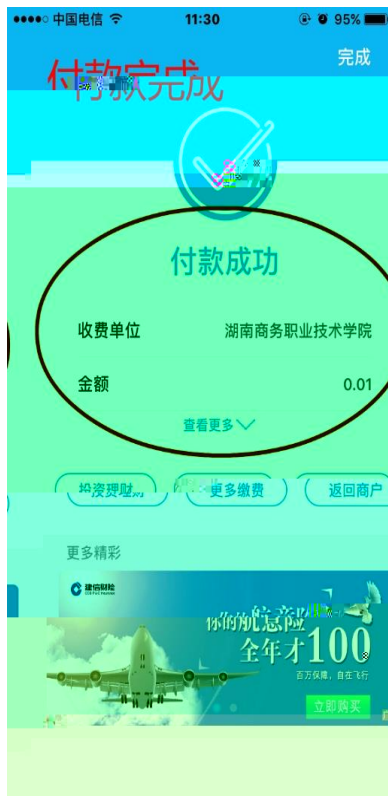 中国电信 11:30 95%
完成
付款完成
付款成功
收费单位 湖南商务职业技术学院
金额 0.01
查看更多
投资理财 更多缴费 返回商户
更多精彩
建信财险
你的航意险
全年才100
百万保障，自在飞行
立即购买